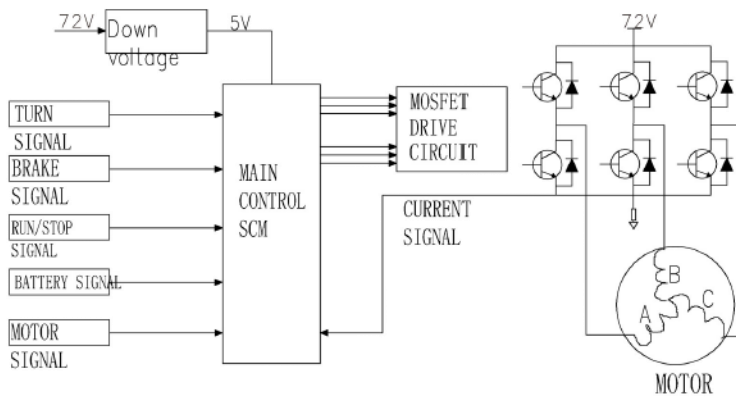 72V
Down
voltage
5V
72V
TURN
SIGNAL
BRAKE
SIGNAL
RUN/STOP
SIGNAL
BATTERY SIGNAL
MOTOR
SIGNAL
MAIN
CONTROL
SCM
MOSFET
DRIVE
CIRCUIT
CURRENT
SIGNAL
B
A
C
MOTOR